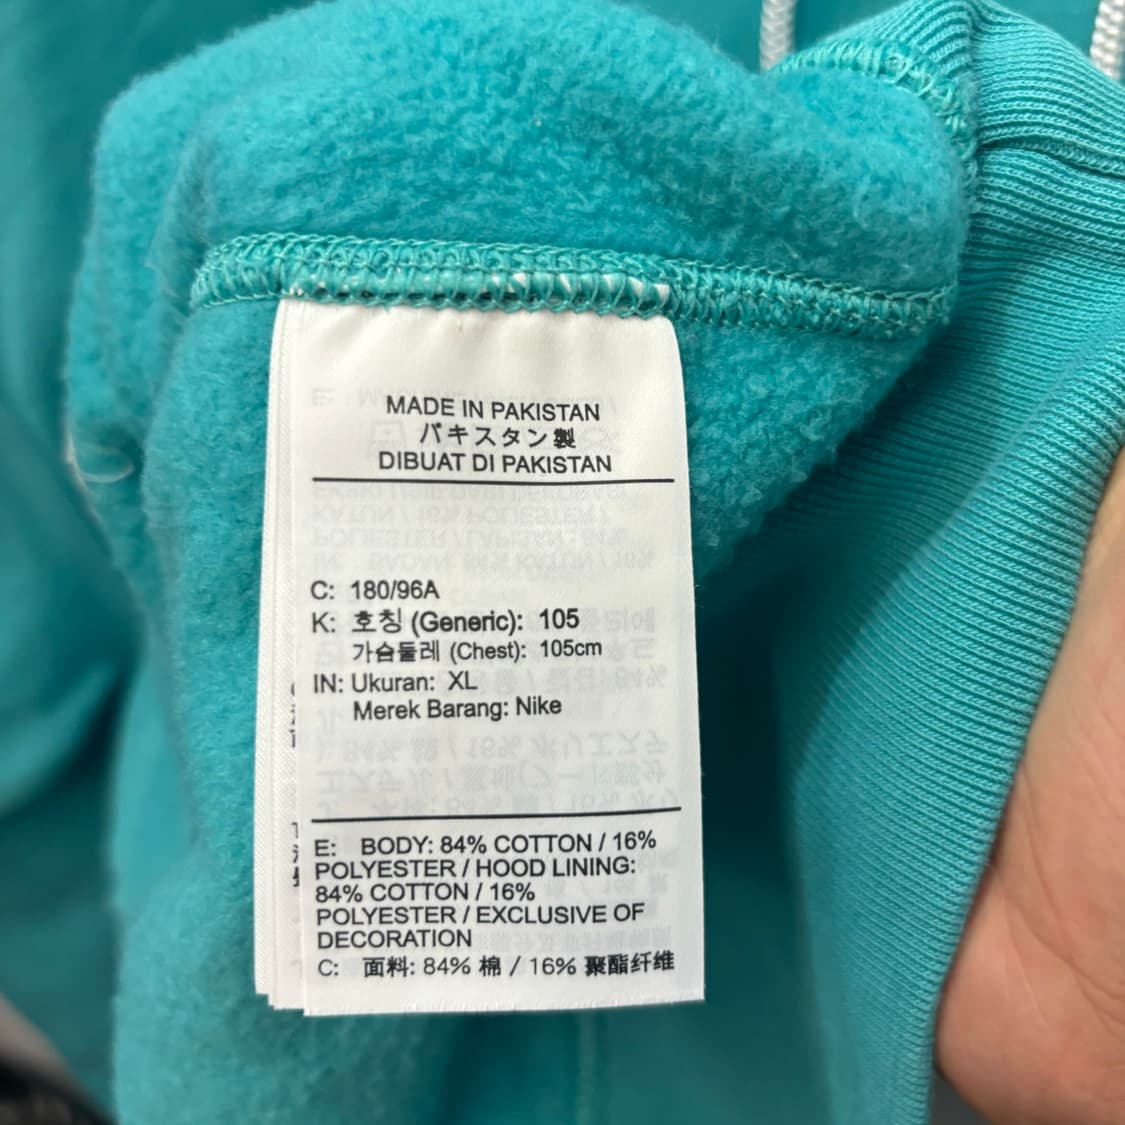 MADE IN PAKISTAN
パキスタン製
DIBUAT DI PAKISTAN
C: 180/96A
K: 호칭 (Generic): 105
가슴둘레 (Chest): 105cm
IN: Ukuran: XL
Merek Barang: Nike
E: BODY: 84% COTTON / 16%
POLYESTER / HOOD LINING:
84% COTTON / 16%
POLYESTER / EXCLUSIVE OF
DECORATION
C: 面料: 84% 棉 / 16% 聚酯纤维